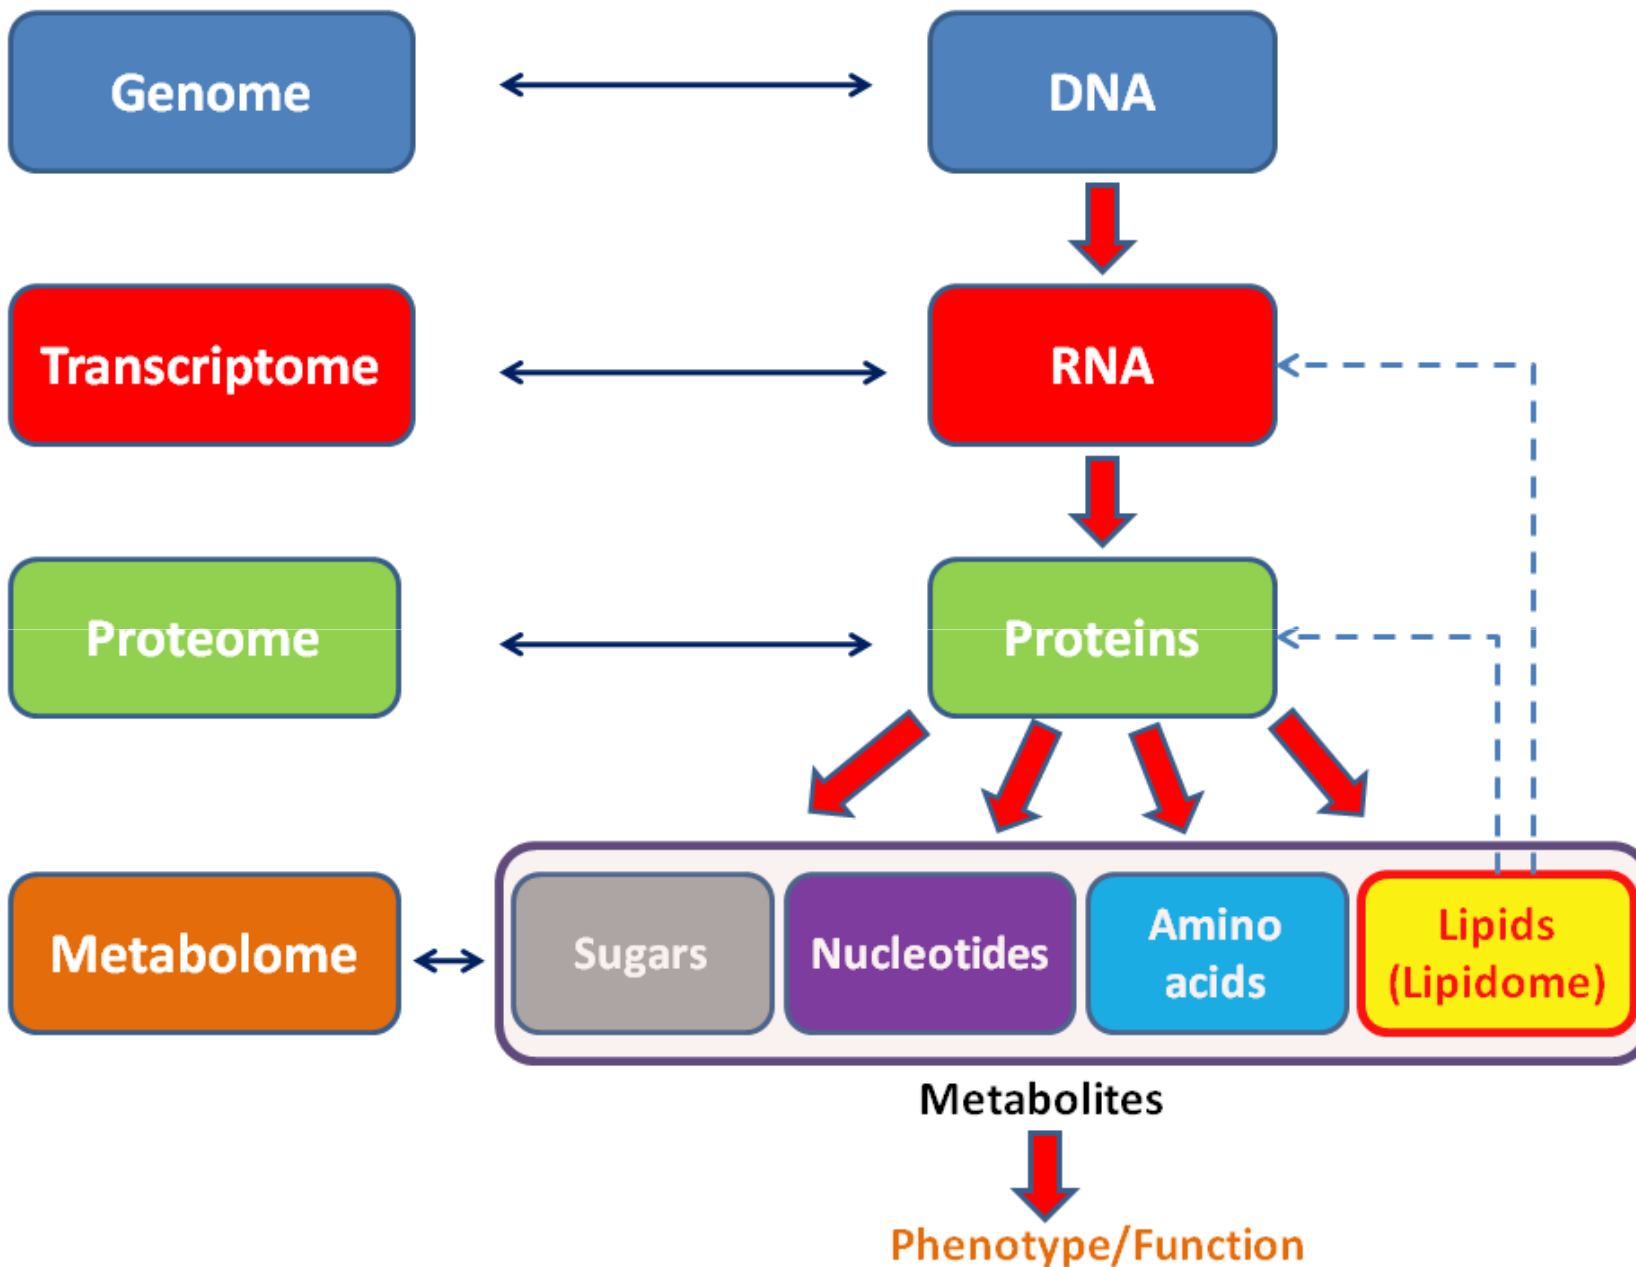 Genome
DNA
Transcriptome
RNA
Proteome
Proteins
Metabolome
Sugars
Nucleotides
Amino
acids
Lipids
(Lipidome)
Metabolites
Phenotype/Function